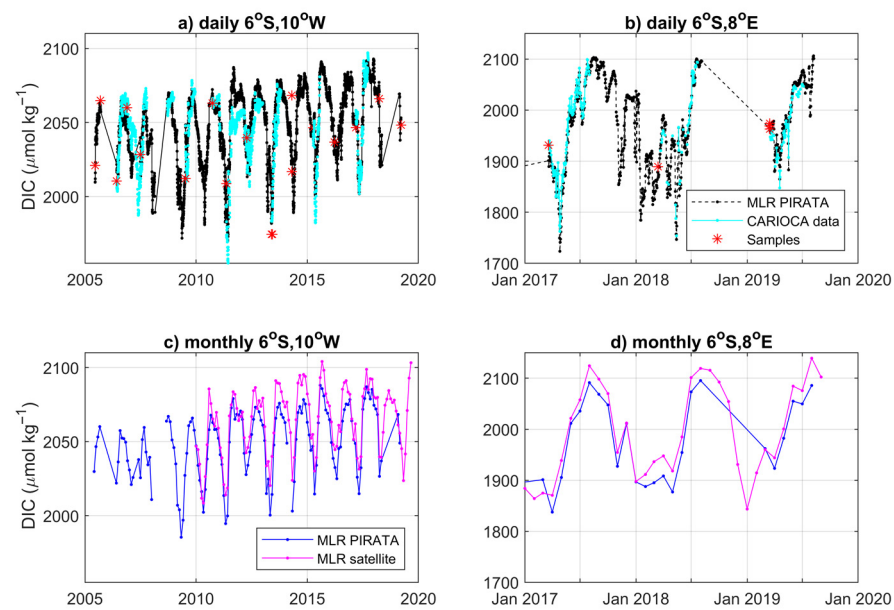 a) daily 6°S,10°W
b) daily 6°S,8°E
DIC (μmol kg⁻¹)
2100
2050
2000
2005
2010
2015
2020
2100
2000
1900
1800
1700
Jan 2017
Jan 2018
Jan 2019
Jan 2020
MLR PIRATA
CARIOCA data
Samples
c) monthly 6°S,10°W
d) monthly 6°S,8°E
DIC (μmol kg⁻¹)
2100
2050
2000
2005
2010
2015
2020
MLR PIRATA
MLR satellite
2100
2000
1900
1800
1700
Jan 2017
Jan 2018
Jan 2019
Jan 2020